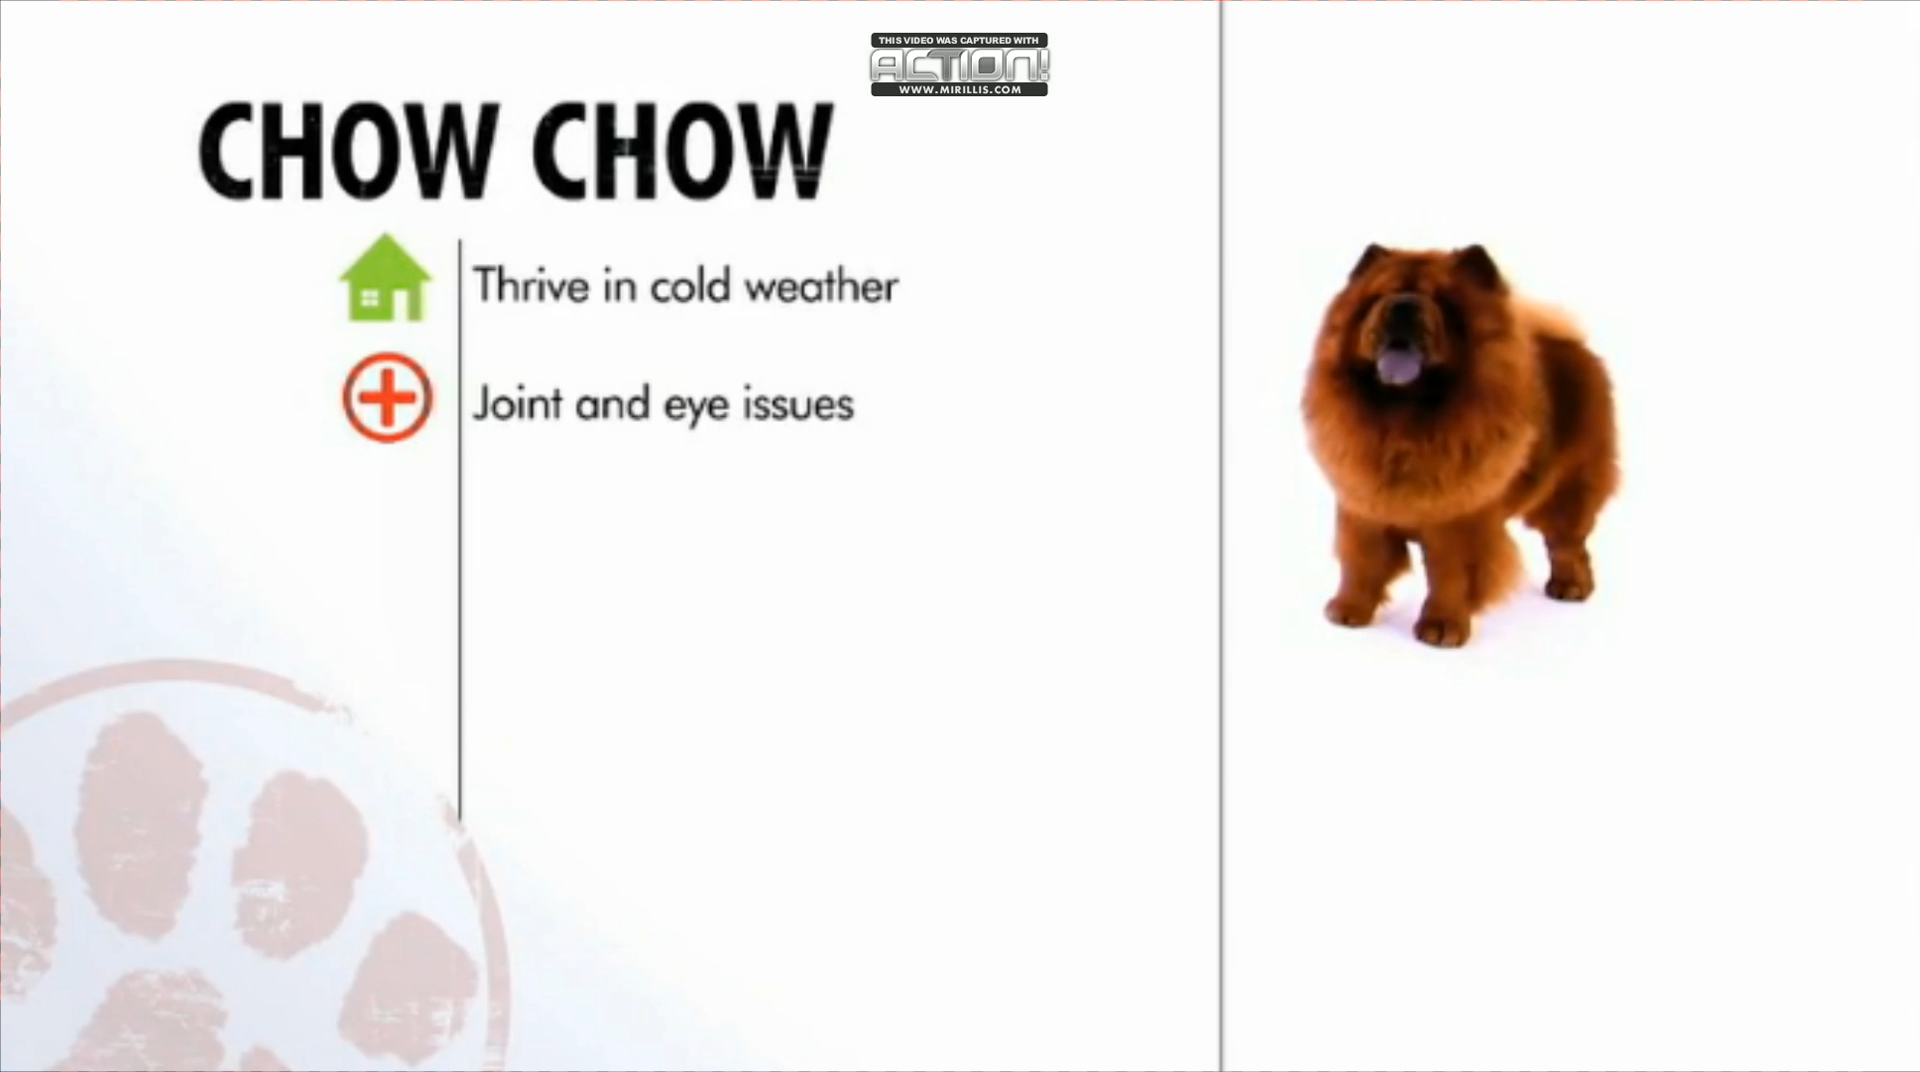 THIS VIDEO WAS CAPTURED WITH
ACTION!
WWW.MIRILLIS.COM
CHOW CHOW
Thrive in cold weather
Joint and eye issues